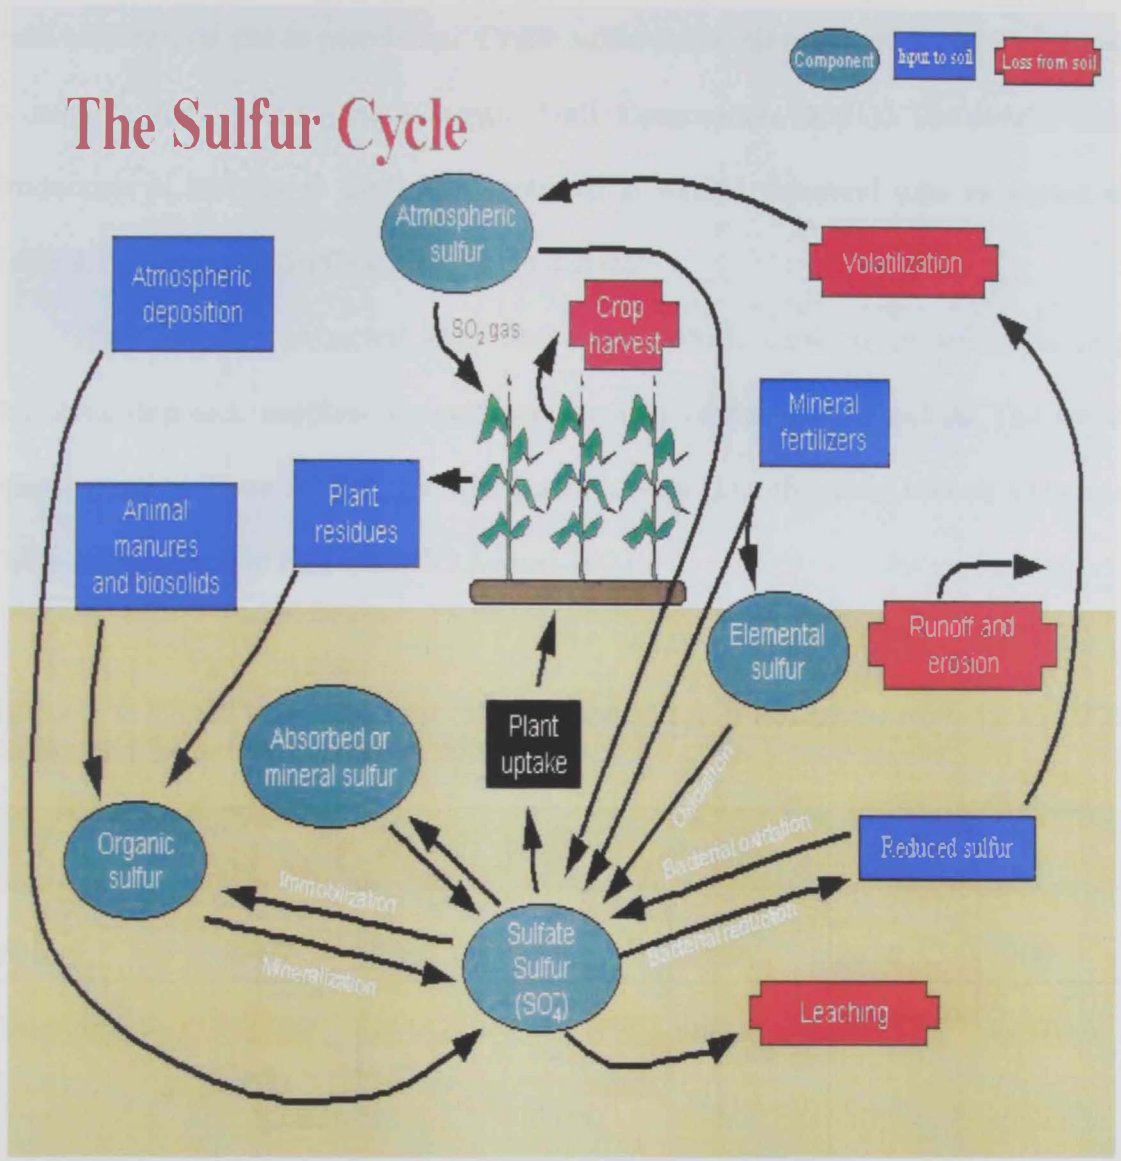 Component
Input to soil
Loss from soil
The Sulfur Cycle
Atmospheric
sulfur
Volatilization
Atmospheric
deposition
SO₂ gas
Crop
harvest
Mineral
fertilizers
Plant
residues
Animal
manures
and biosolids
Elemental
sulfur
Runoff and
erosion
Absorbed or
mineral sulfur
Plant
uptake
Oxidation
Organic
sulfur
Bacterial oxidation
Reduced sulfur
Immobilization
Bacterial reduction
Mineralization
Sulfate
Sulfur
(SO₄⁻)
Leaching